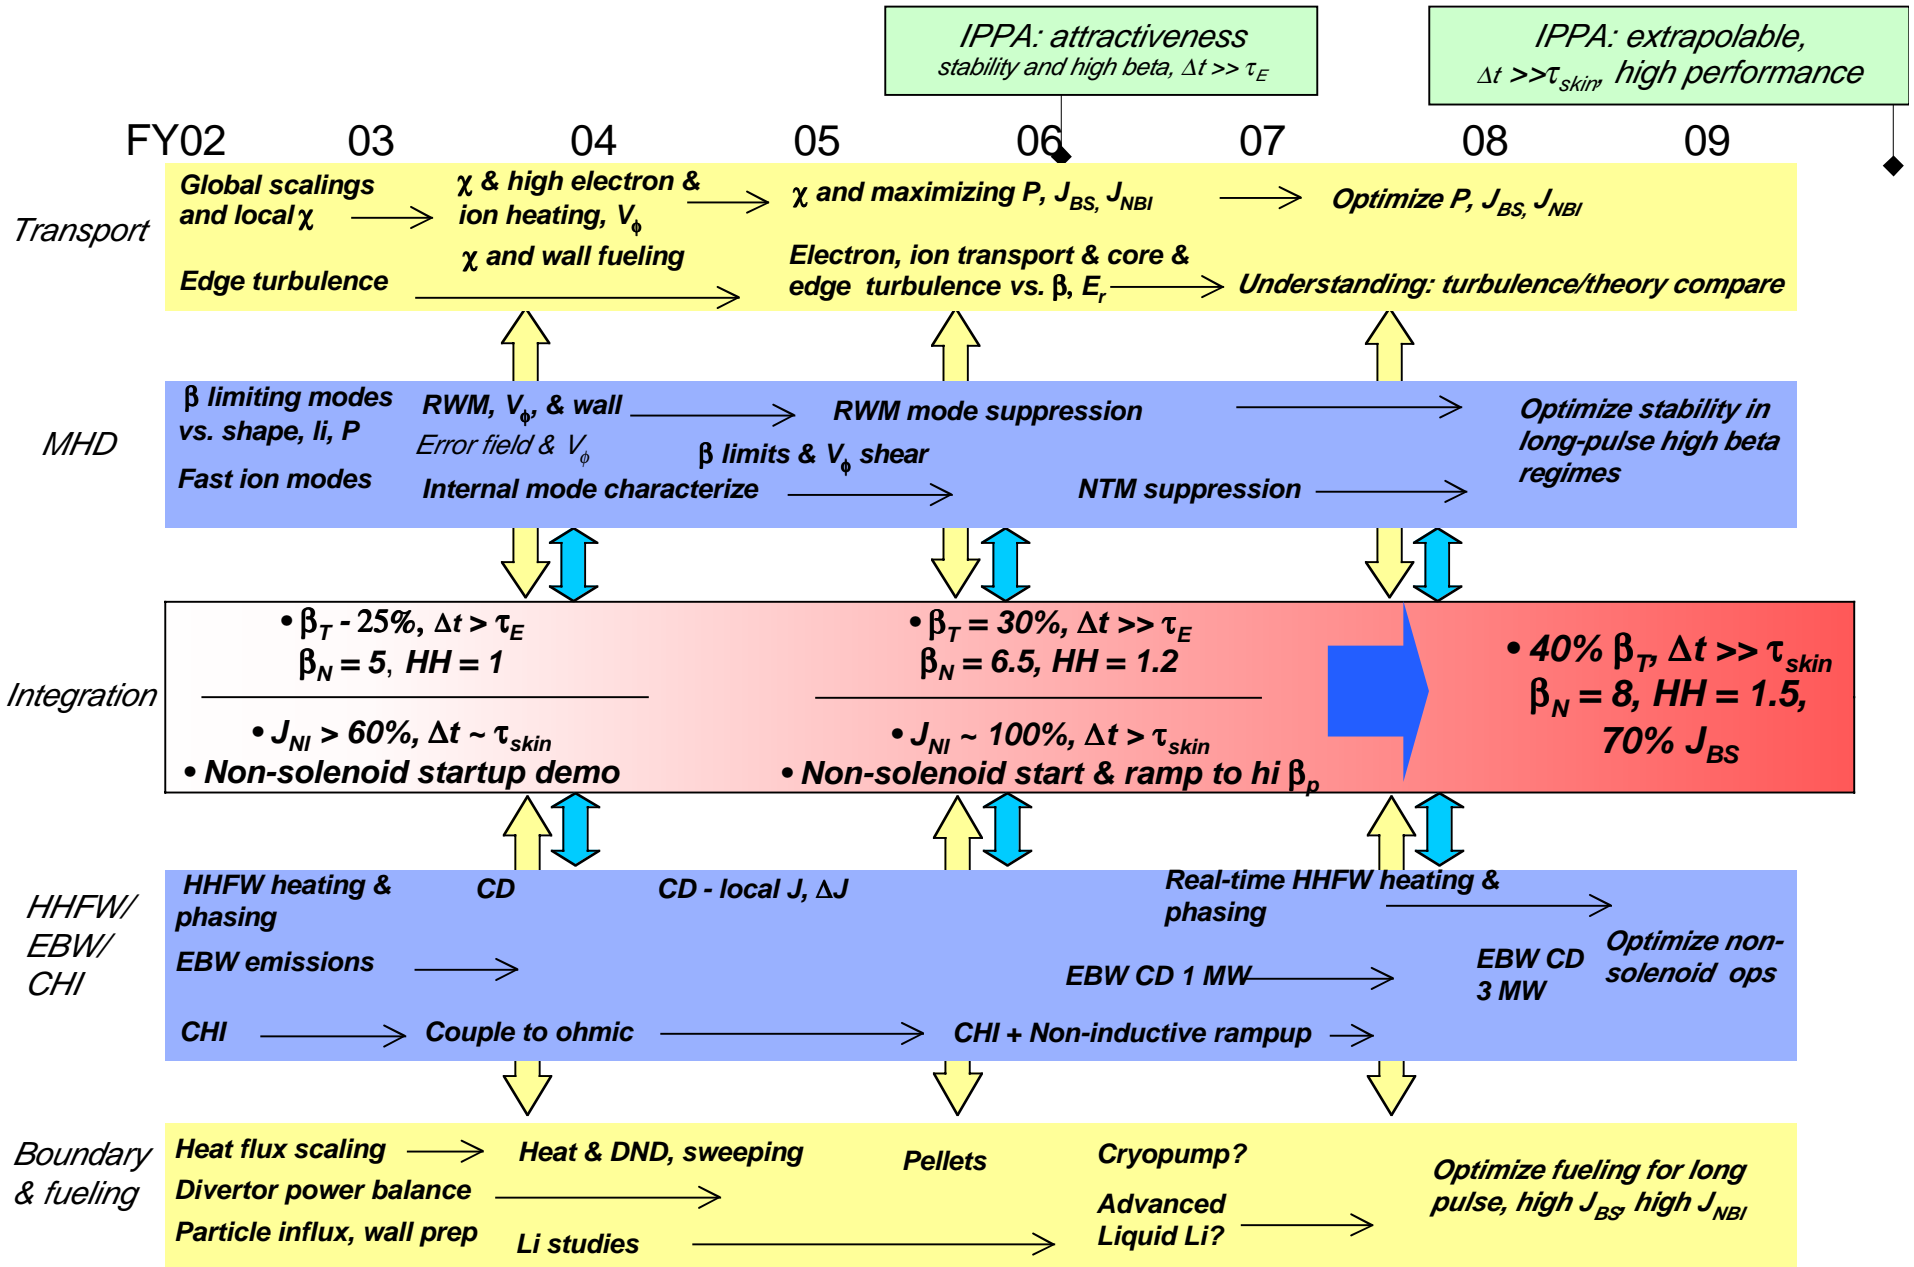 IPPA: attractiveness
stability and high beta, Δt >> τE
IPPA: extrapolable,
Δt >>τskin, high performance
FY02 03 04 05 06 07 08 09
Transport
Global scalings
and local χ
χ & high electron &
ion heating, Vϕ
χ and wall fueling
χ and maximizing P, JBS, JNBI
Optimize P, JBS, JNBI
Edge turbulence
Electron, ion transport & core &
edge turbulence vs. β, Er
Understanding: turbulence/theory compare
MHD
β limiting modes
vs. shape, li, P
RWM, Vϕ, & wall
Error field & Vϕ
RWM mode suppression
β limits & Vϕ shear
Optimize stability in
long-pulse high beta
regimes
Fast ion modes
Internal mode characterize
NTM suppression
Integration
• βT - 25%, Δt > τE
βN = 5, HH = 1
• JNI > 60%, Δt ~ τskin
• Non-solenoid startup demo
• βT = 30%, Δt >> τE
βN = 6.5, HH = 1.2
• JNI ~ 100%, Δt > τskin
• Non-solenoid start & ramp to hi βp
• 40% βT, Δt >> τskin
βN = 8, HH = 1.5,
70% JBS
HHFW/
EBW/
CHI
HHFW heating &
phasing
CD
CD - local J, ΔJ
Real-time HHFW heating &
phasing
EBW emissions
EBW CD 1 MW
EBW CD
3 MW
Optimize non-
solenoid ops
CHI
Couple to ohmic
CHI + Non-inductive rampup
Boundary
& fueling
Heat flux scaling
Heat & DND, sweeping
Pellets
Cryopump?
Divertor power balance
Particle influx, wall prep
Li studies
Advanced
Liquid Li?
Optimize fueling for long
pulse, high JBS, high JNBI